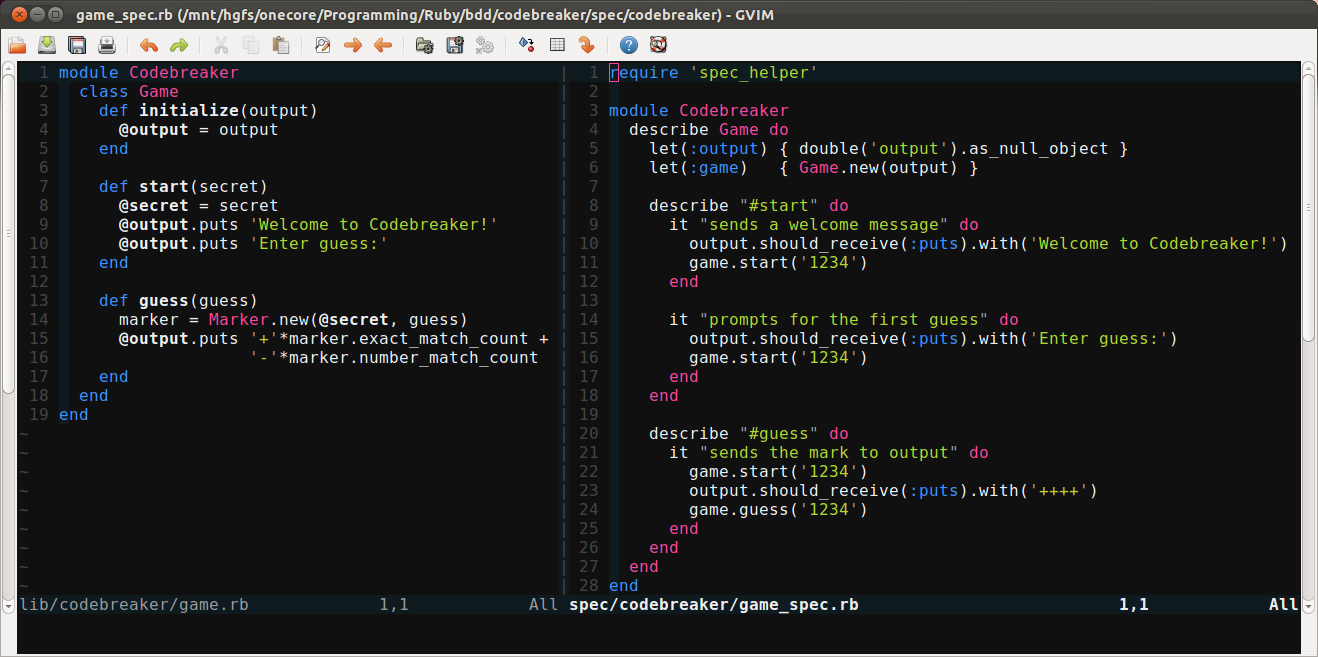 game_spec.rb (/mnt/hgfs/onecore/Programming/Ruby/bdd/codebreaker/spec/codebreaker) - GVIM
1 module Codebreaker
2   class Game
3     def initialize(output)
4       @output = output
5     end
6
7     def start(secret)
8       @secret = secret
9       @output.puts 'Welcome to Codebreaker!'
10       @output.puts 'Enter guess:'
11     end
12
13     def guess(guess)
14       marker = Marker.new(@secret, guess)
15       @output.puts '+'*marker.exact_match_count +
16                    '-'*marker.number_match_count
17     end
18   end
19 end
~
~
~
~
~
~
~
~
~
lib/codebreaker/game.rb             1,1            All
1 require 'spec_helper'
2
3 module Codebreaker
4   describe Game do
5     let(:output) { double('output').as_null_object }
6     let(:game)   { Game.new(output) }
7
8     describe "#start" do
9       it "sends a welcome message" do
10         output.should_receive(:puts).with('Welcome to Codebreaker!')
11         game.start('1234')
12       end
13
14       it "prompts for the first guess" do
15         output.should_receive(:puts).with('Enter guess:')
16         game.start('1234')
17       end
18     end
19
20     describe "#guess" do
21       it "sends the mark to output" do
22         game.start('1234')
23         output.should_receive(:puts).with('++++')
24         game.guess('1234')
25       end
26     end
27   end
28 end
spec/codebreaker/game_spec.rb                          1,1            All